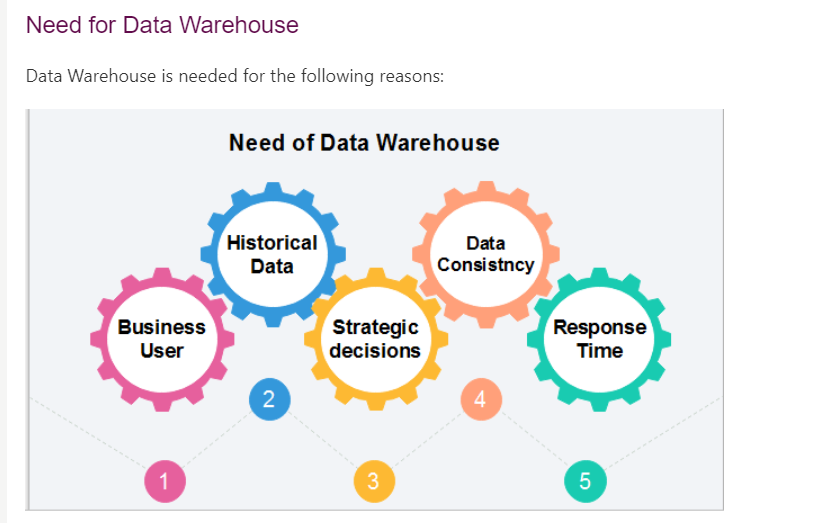 Need for Data Warehouse
Data Warehouse is needed for the following reasons:
Need of Data Warehouse
Business
User
Historical
Data
Strategic
decisions
Data
Consistncy
Response
Time
1
2
3
4
5